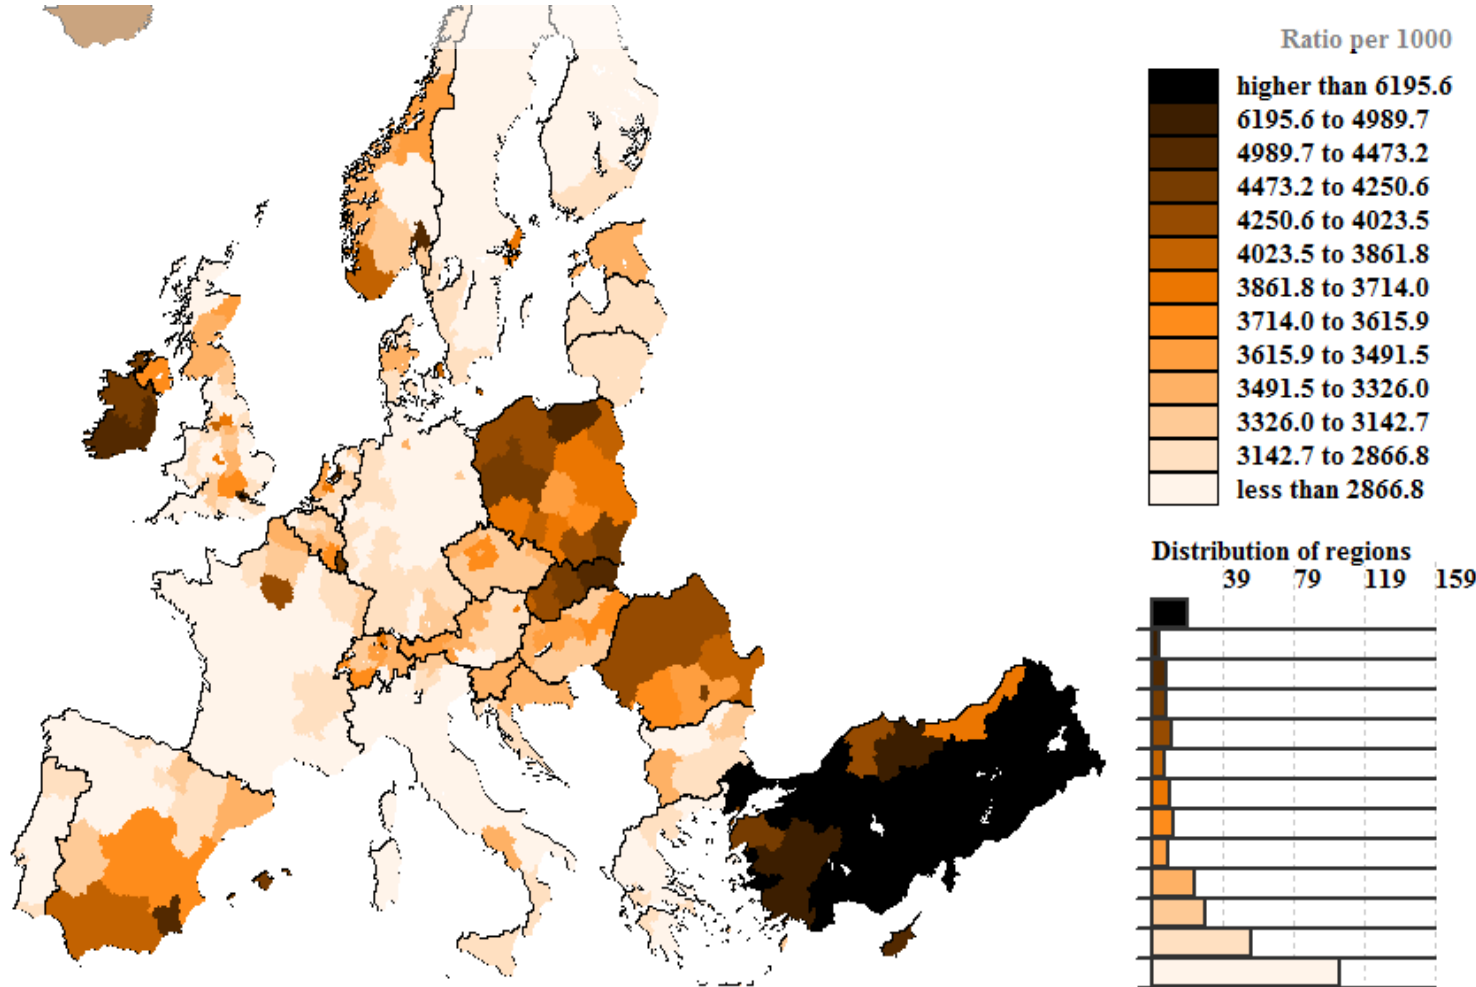 Ratio per 1000
higher than 6195.6
6195.6 to 4989.7
4989.7 to 4473.2
4473.2 to 4250.6
4250.6 to 4023.5
4023.5 to 3861.8
3861.8 to 3714.0
3714.0 to 3615.9
3615.9 to 3491.5
3491.5 to 3326.0
3326.0 to 3142.7
3142.7 to 2866.8
less than 2866.8
Distribution of regions
39 79 119 159